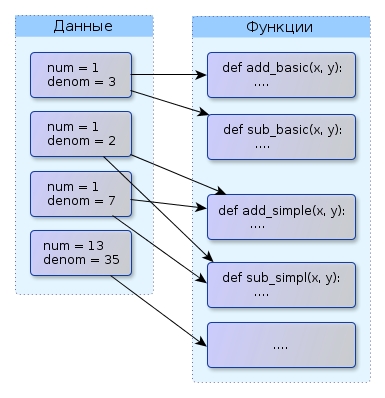 Данные
num = 1
denom = 3
num = 1
denom = 2
num = 1
denom = 7
num = 13
denom = 35
Функции
def add_basic(x, y):
....
def sub_basic(x, y):
....
def add_simple(x, y):
....
def sub_simpl(x, y):
....
....